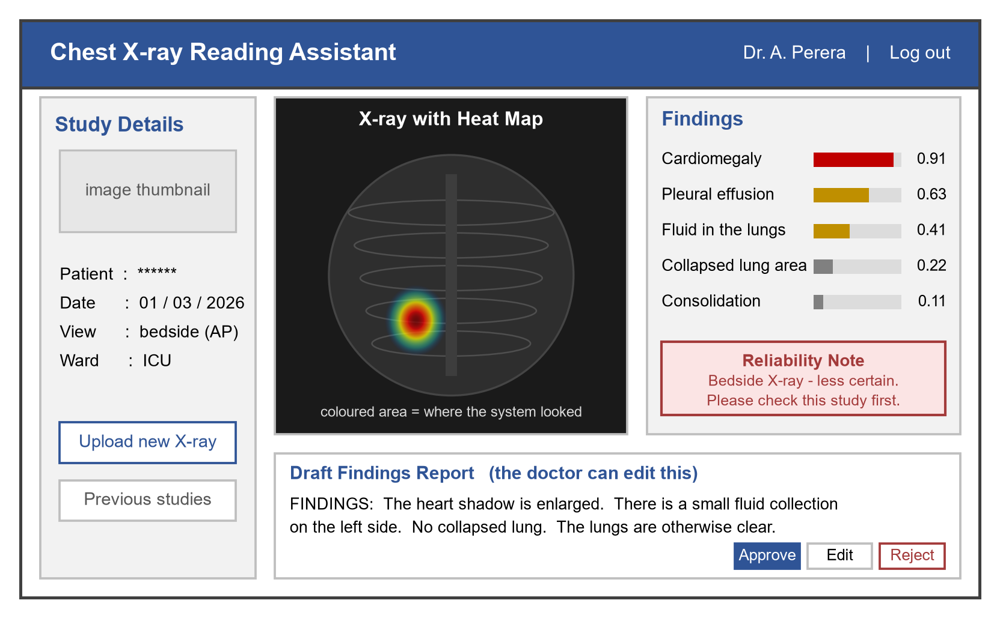 Chest X-ray Reading Assistant
Dr. A. Perera | Log out
Study Details
image thumbnail
Patient : ******
Date : 01 / 03 / 2026
View : bedside (AP)
Ward : ICU
Upload new X-ray
Previous studies
X-ray with Heat Map
coloured area = where the system looked
Findings
Cardiomegaly 0.91
Pleural effusion 0.63
Fluid in the lungs 0.41
Collapsed lung area 0.22
Consolidation 0.11
Reliability Note
Bedside X-ray - less certain.
Please check this study first.
Draft Findings Report (the doctor can edit this)
FINDINGS: The heart shadow is enlarged. There is a small fluid collection
on the left side. No collapsed lung. The lungs are otherwise clear.
Approve Edit Reject